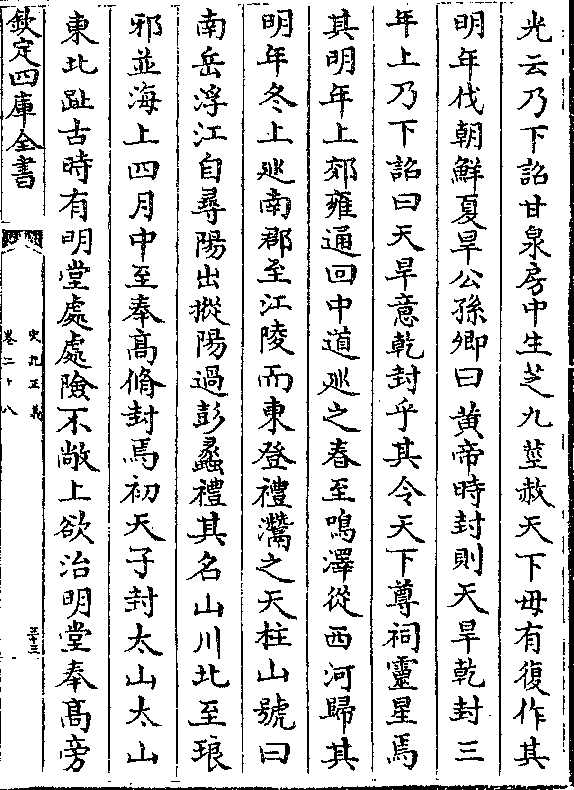 光云乃下詔甘泉房中生芝九莖赦天下毋有復作其
明年伐朝鮮夏旱公孫卿曰黄帝時封則天旱乾封三
年上乃下詔曰天旱意乾封乎其令天下尊祠靈星焉
其明年上郊雍通回中道廵之春至鳴澤從西河歸其
明年冬上廵南郡至江陵而東登禮灊之天柱山號曰
南岳浮江自尋陽出樅陽過彭蠡禮其名山川北至琅
邪並海上四月中至奉髙脩封焉初天子封太山太山
東北趾古時有明堂處處險不敞上欲治明堂奉髙旁
欽定四庫全書
史記正義
卷二十八
三十三